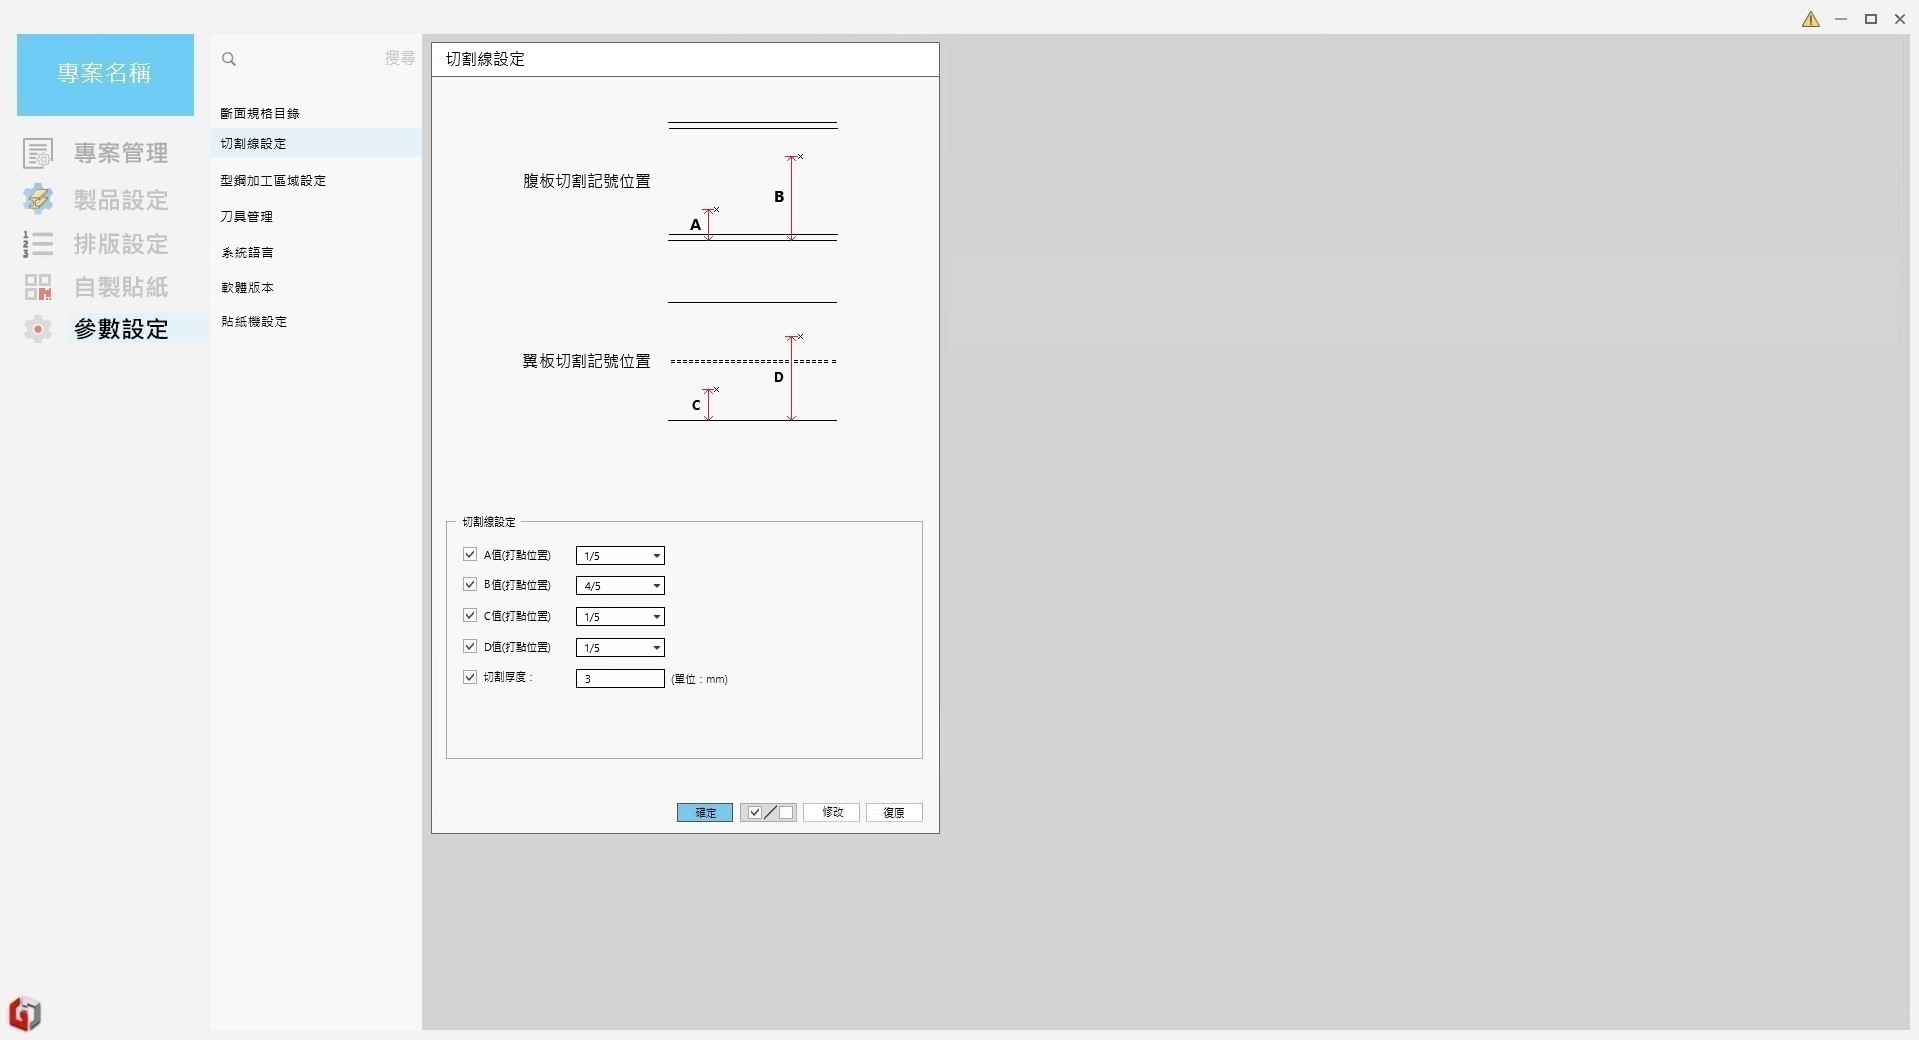 專案名稱
專案管理
製品設定
排版設定
自製貼紙
參數設定
搜尋
斷面規格目錄
切割線設定
型鋼加工區域設定
刀具管理
系統語言
軟體版本
貼紙機設定
切割線設定
腹板切割記號位置
A
B
翼板切割記號位置
C
D
切割線設定
A值(打點位置) 1/5
B值(打點位置) 4/5
C值(打點位置) 1/5
D值(打點位置) 1/5
切割厚度： 3 (單位：mm)
確定 修改 復原